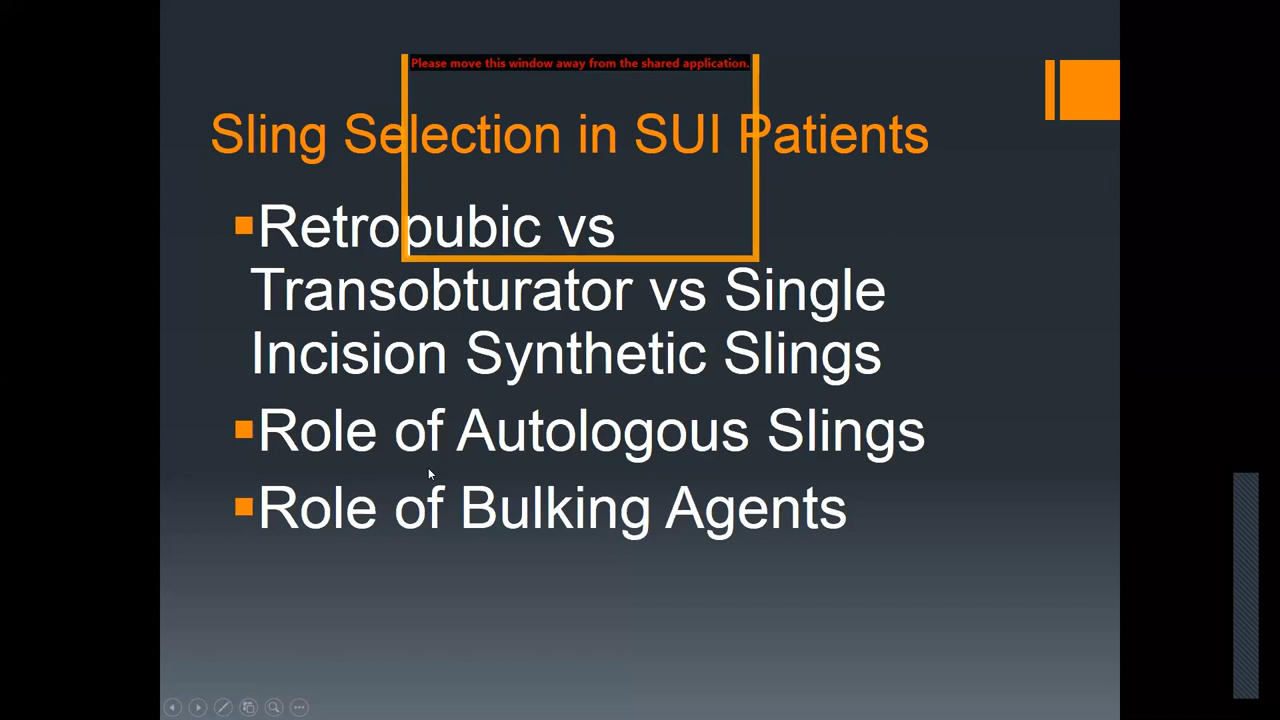 Please move this window away from the shared application.
Sling Selection in SUI Patients
Retropubic vs
Transobturator vs Single
Incision Synthetic Slings
Role of Autologous Slings
Role of Bulking Agents